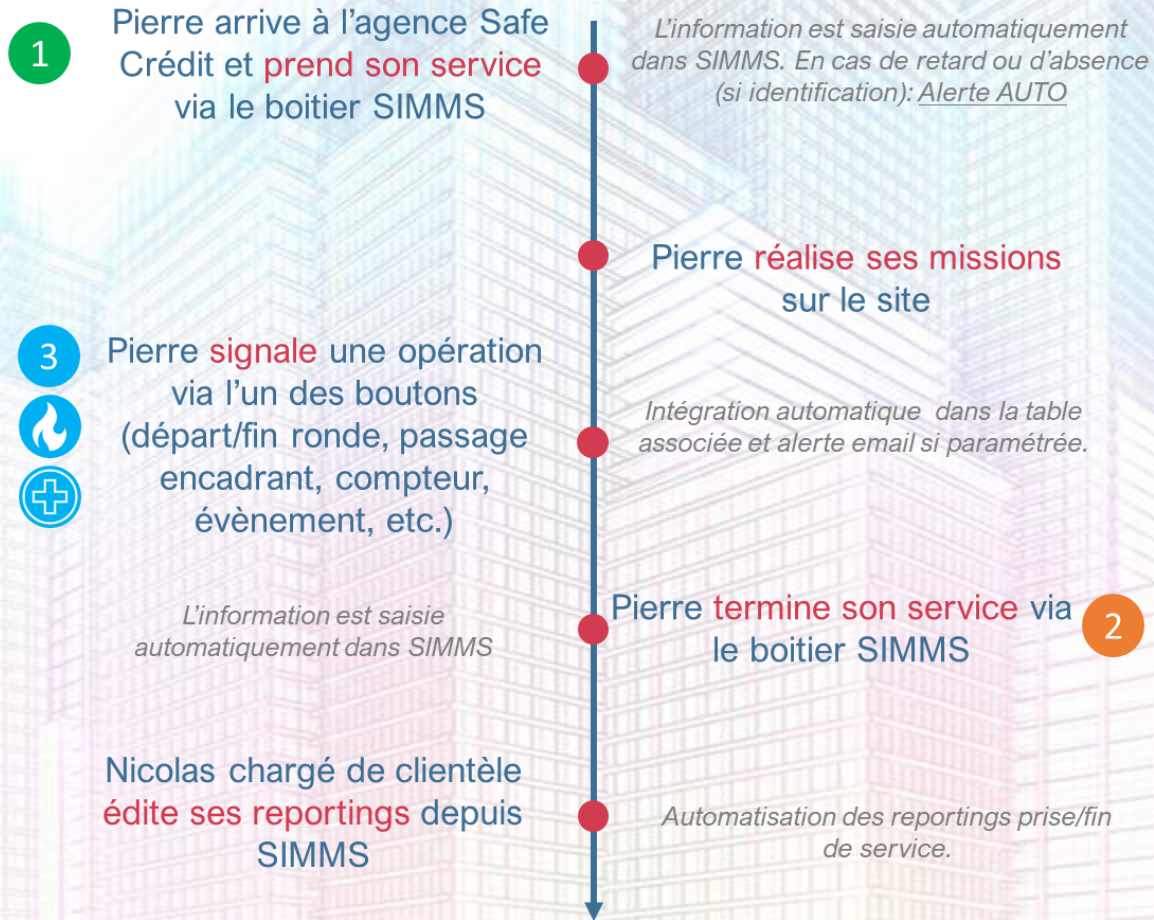 1
Pierre arrive à l'agence Safe
Crédit et prend son service
via le boitier SIMMS
L'information est saisie automatiquement
dans SIMMS. En cas de retard ou d'absence
(si identification): Alerte AUTO
Pierre réalise ses missions
sur le site
3
Pierre signale une opération
via l'un des boutons
(départ/fin ronde, passage
encadrant, compteur,
évènement, etc.)
Intégration automatique dans la table
associée et alerte email si paramétrée.
L'information est saisie
automatiquement dans SIMMS
Pierre termine son service via
le boitier SIMMS
2
Nicolas chargé de clientèle
édite ses reportings depuis
SIMMS
Automatisation des reportings prise/fin
de service.